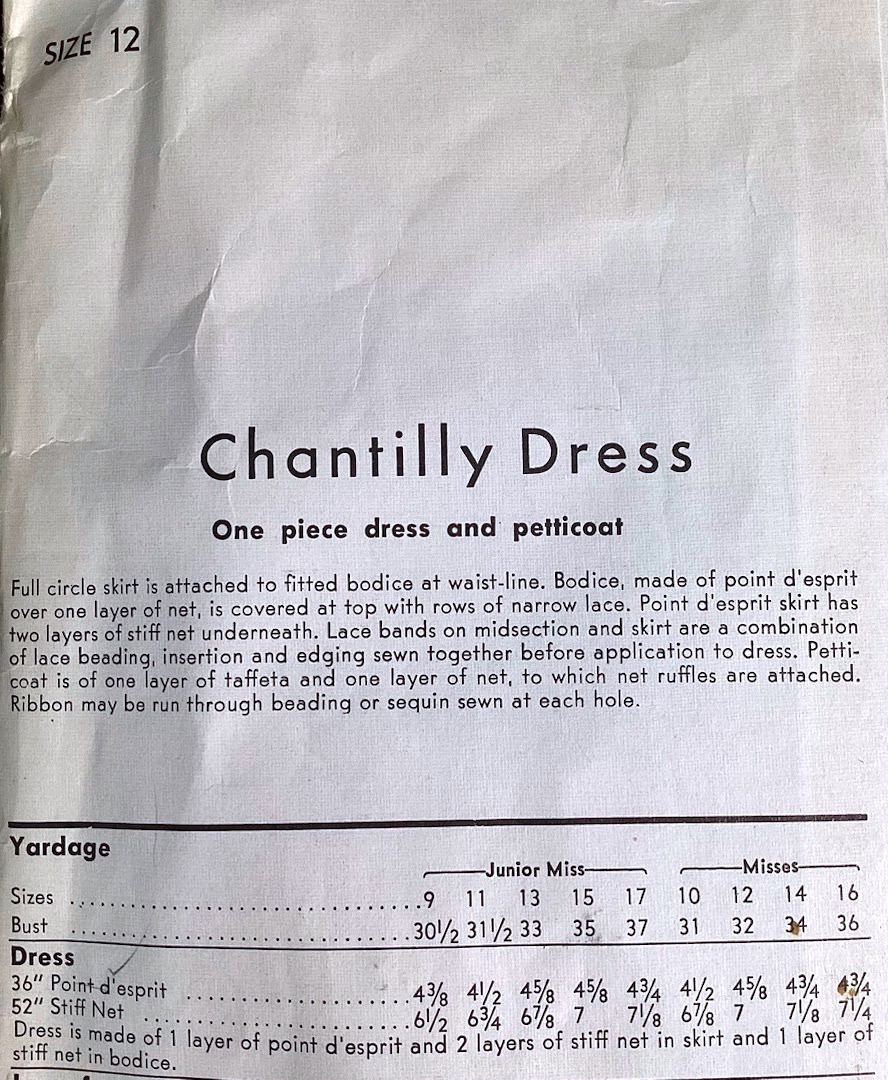 SIZE 12
Chantilly Dress
One piece dress and petticoat
Full circle skirt is attached to fitted bodice at waist-line. Bodice, made of point d'esprit
over one layer of net, is covered at top with rows of narrow lace. Point d'esprit skirt has
two layers of stiff net underneath. Lace bands on midsection and skirt are a combination
of lace beading, insertion and edging sewn together before application to dress. Petti-
coat is of one layer of taffeta and one layer of net, to which net ruffles are attached.
Ribbon may be run through beading or sequin sewn at each hole.
Yardage
Junior Miss Misses
Sizes ................................ 9 11 13 15 17 10 12 14 16
Bust ................................ 30½ 31½ 33 35 37 31 32 34 36
Dress
36" Point d'esprit ..................... 4⅜ 4½ 4⅝ 4⅝ 4¾ 4½ 4⅝ 4¾ 4¾
52" Stiff Net ......................... 6½ 6¾ 6⅞ 7 7⅛ 6⅞ 7 7⅛ 7¼
Dress is made of 1 layer of point d'esprit and 2 layers of stiff net in skirt and 1 layer of
stiff net in bodice.